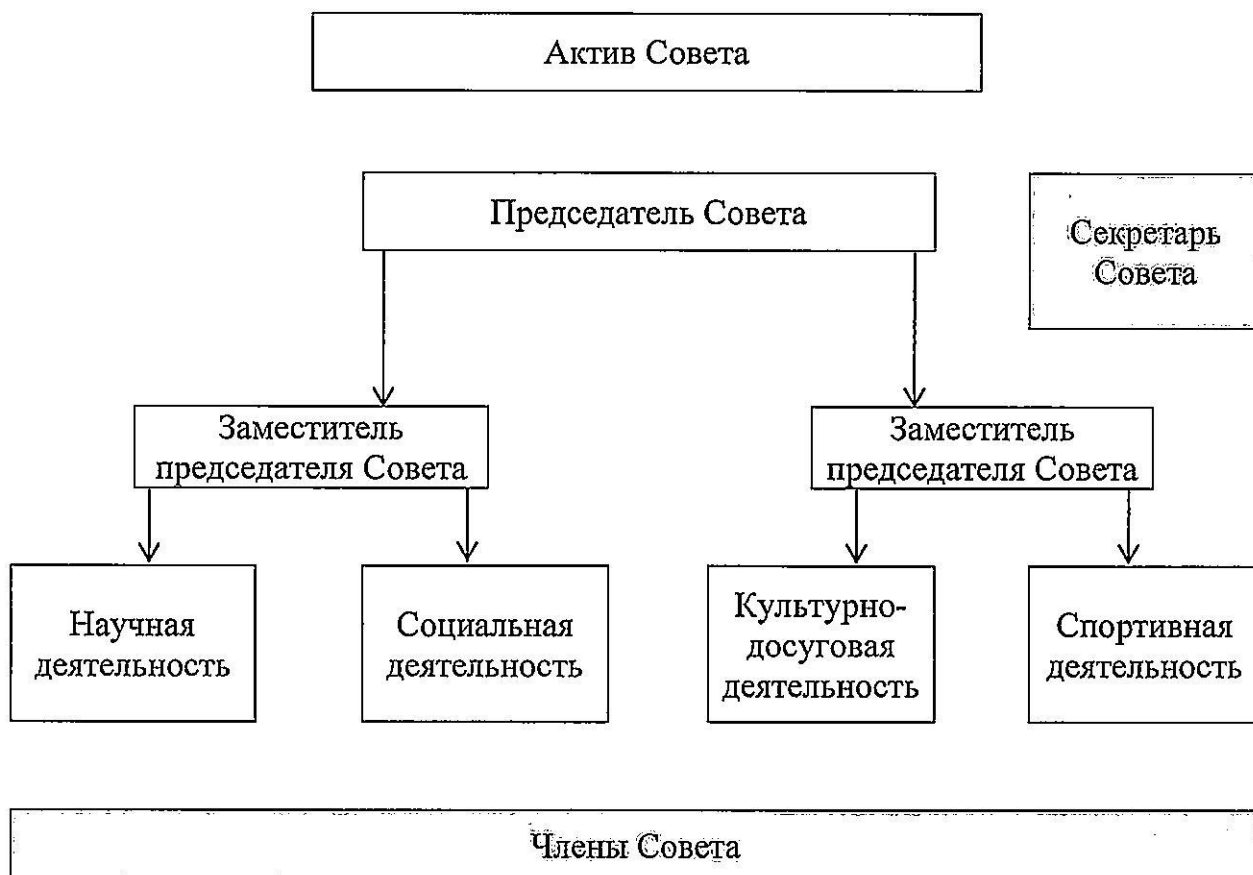 Актив Совета
Председатель Совета
Секретарь
Совета
Заместитель
председателя Совета
Заместитель
председателя Совета
Научная
деятельность
Социальная
деятельность
Культурно-
досуговая
деятельность
Спортивная
деятельность
Члены Совета